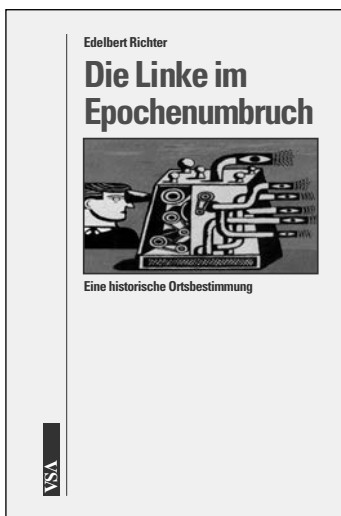 Edelbert Richter
Die Linke im
Epochenumbruch
Eine historische Ortsbestimmung
VSA